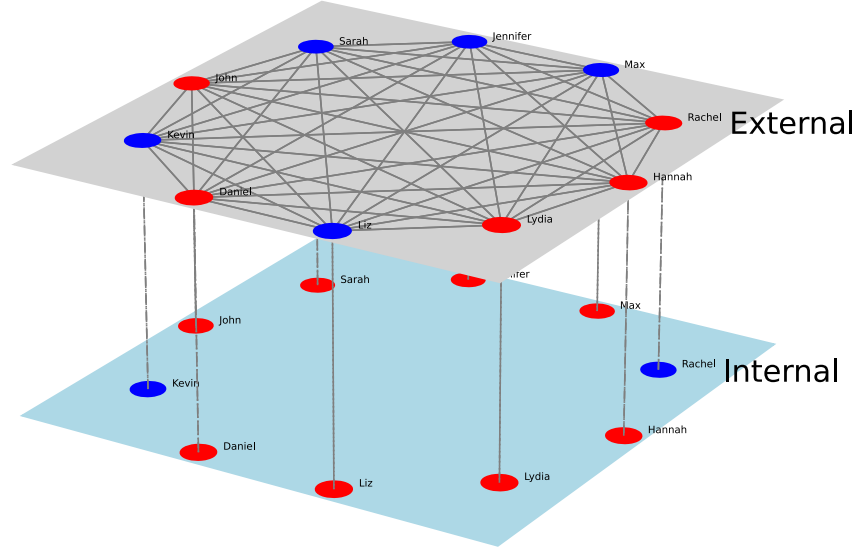 Jennifer
Sarah
Max
John
Rachel
External
Kevin
Hannah
Daniel
Lydia
Liz
Sarah
Max
John
Rachel
Internal
Kevin
Hannah
Daniel
Lydia
Liz